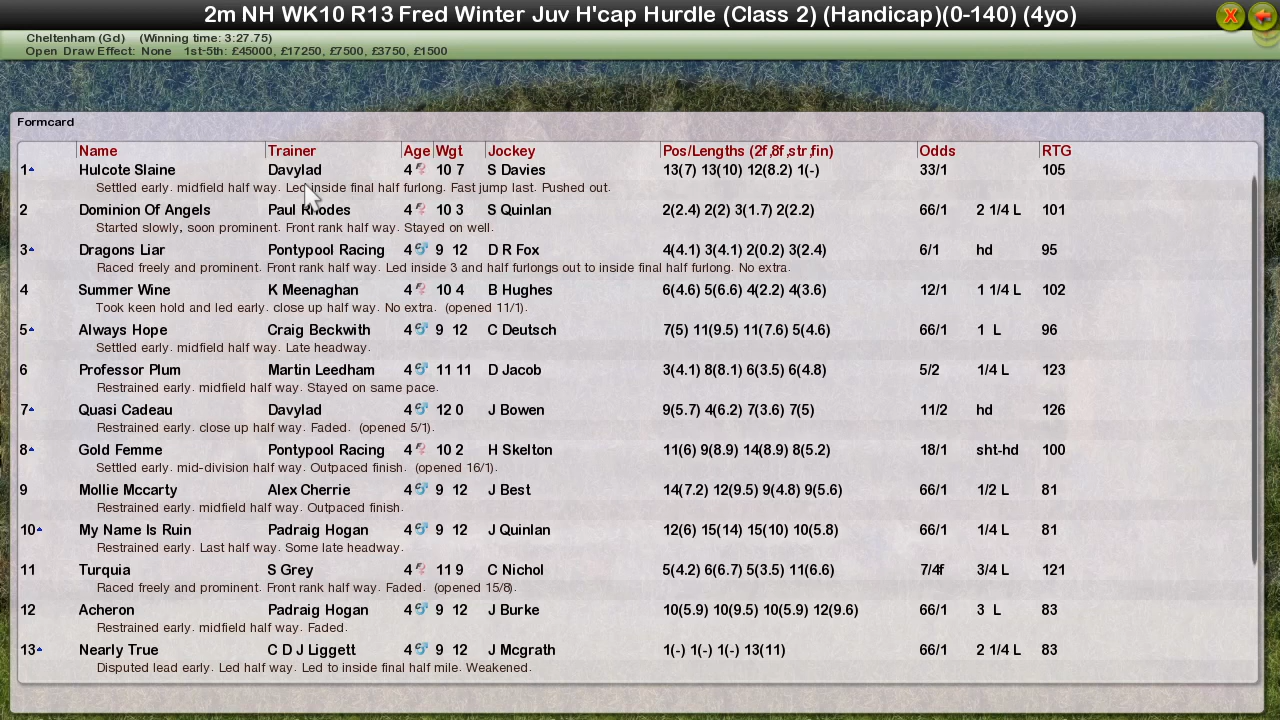 2m NH WK10 R13 Fred Winter Juv H'cap Hurdle (Class 2) (Handicap)(0-140) (4yo)
Cheltenham (Gd) (Winning time: 3:27.75)
Open Draw Effect: None 1st-5th: £45000, £17250, £7500, £3750, £1500
Formcard
Name Trainer Age Wgt Jockey Pos/Lengths (2f,8f,str,fin) Odds RTG
1 Hulcote Slaine Davylad 4 10 7 S Davies 13(7) 13(10) 12(8.2) 1(-) 33/1 105
Settled early. midfield half way. Led inside final half furlong. Fast jump last. Pushed out.
2 Dominion Of Angels Paul Rhodes 4 10 3 S Quinlan 2(2.4) 2(2) 3(1.7) 2(2.2) 66/1 2 1/4 L 101
Started slowly, soon prominent. Front rank half way. Stayed on well.
3 Dragons Liar Pontypool Racing 4 9 12 D R Fox 4(4.1) 3(4.1) 2(0.2) 3(2.4) 6/1 hd 95
Raced freely and prominent. Front rank half way. Led inside 3 and half furlongs out to inside final half furlong. No extra.
4 Summer Wine K Meenaghan 4 10 4 B Hughes 6(4.6) 5(6.6) 4(2.2) 4(3.6) 12/1 1 1/4 L 102
Took keen hold and led early. close up half way. No extra. (opened 11/1).
5 Always Hope Craig Beckwith 4 9 12 C Deutsch 7(5) 11(9.5) 11(7.6) 5(4.6) 66/1 1 L 96
Settled early. midfield half way. Late headway.
6 Professor Plum Martin Leedham 4 11 11 D Jacob 3(4.1) 8(8.1) 6(3.5) 6(4.8) 5/2 1/4 L 123
Restrained early. midfield half way. Stayed on same pace.
7 Quasi Cadeau Davylad 4 12 0 J Bowen 9(5.7) 4(6.2) 7(3.6) 7(5) 11/2 hd 126
Restrained early. close up half way. Faded. (opened 5/1).
8 Gold Femme Pontypool Racing 4 10 2 H Skelton 11(6) 9(8.9) 14(8.9) 8(5.2) 18/1 sht-hd 100
Settled early. mid-division half way. Outpaced finish. (opened 16/1).
9 Mollie Mccarty Alex Cherrie 4 9 12 J Best 14(7.2) 12(9.5) 9(4.8) 9(5.6) 66/1 1/2 L 81
Restrained early. midfield half way. Outpaced finish.
10 My Name Is Ruin Padraig Hogan 4 9 12 J Quinlan 12(6) 15(14) 15(10) 10(5.8) 66/1 1/4 L 81
Restrained early. Last half way. Some late headway.
11 Turquia S Grey 4 11 9 C Nichol 5(4.2) 6(6.7) 5(3.5) 11(6.6) 7/4f 3/4 L 121
Raced freely and prominent. Front rank half way. Faded. (opened 15/8).
12 Acheron Padraig Hogan 4 9 12 J Burke 10(5.9) 10(9.5) 10(5.9) 12(9.6) 66/1 3 L 83
Restrained early. midfield half way. Faded.
13 Nearly True C D J Liggett 4 9 12 J Mcgrath 1(-) 1(-) 1(-) 13(11) 66/1 2 1/4 L 83
Disputed lead early. Led half way. Led to inside final half mile. Weakened.